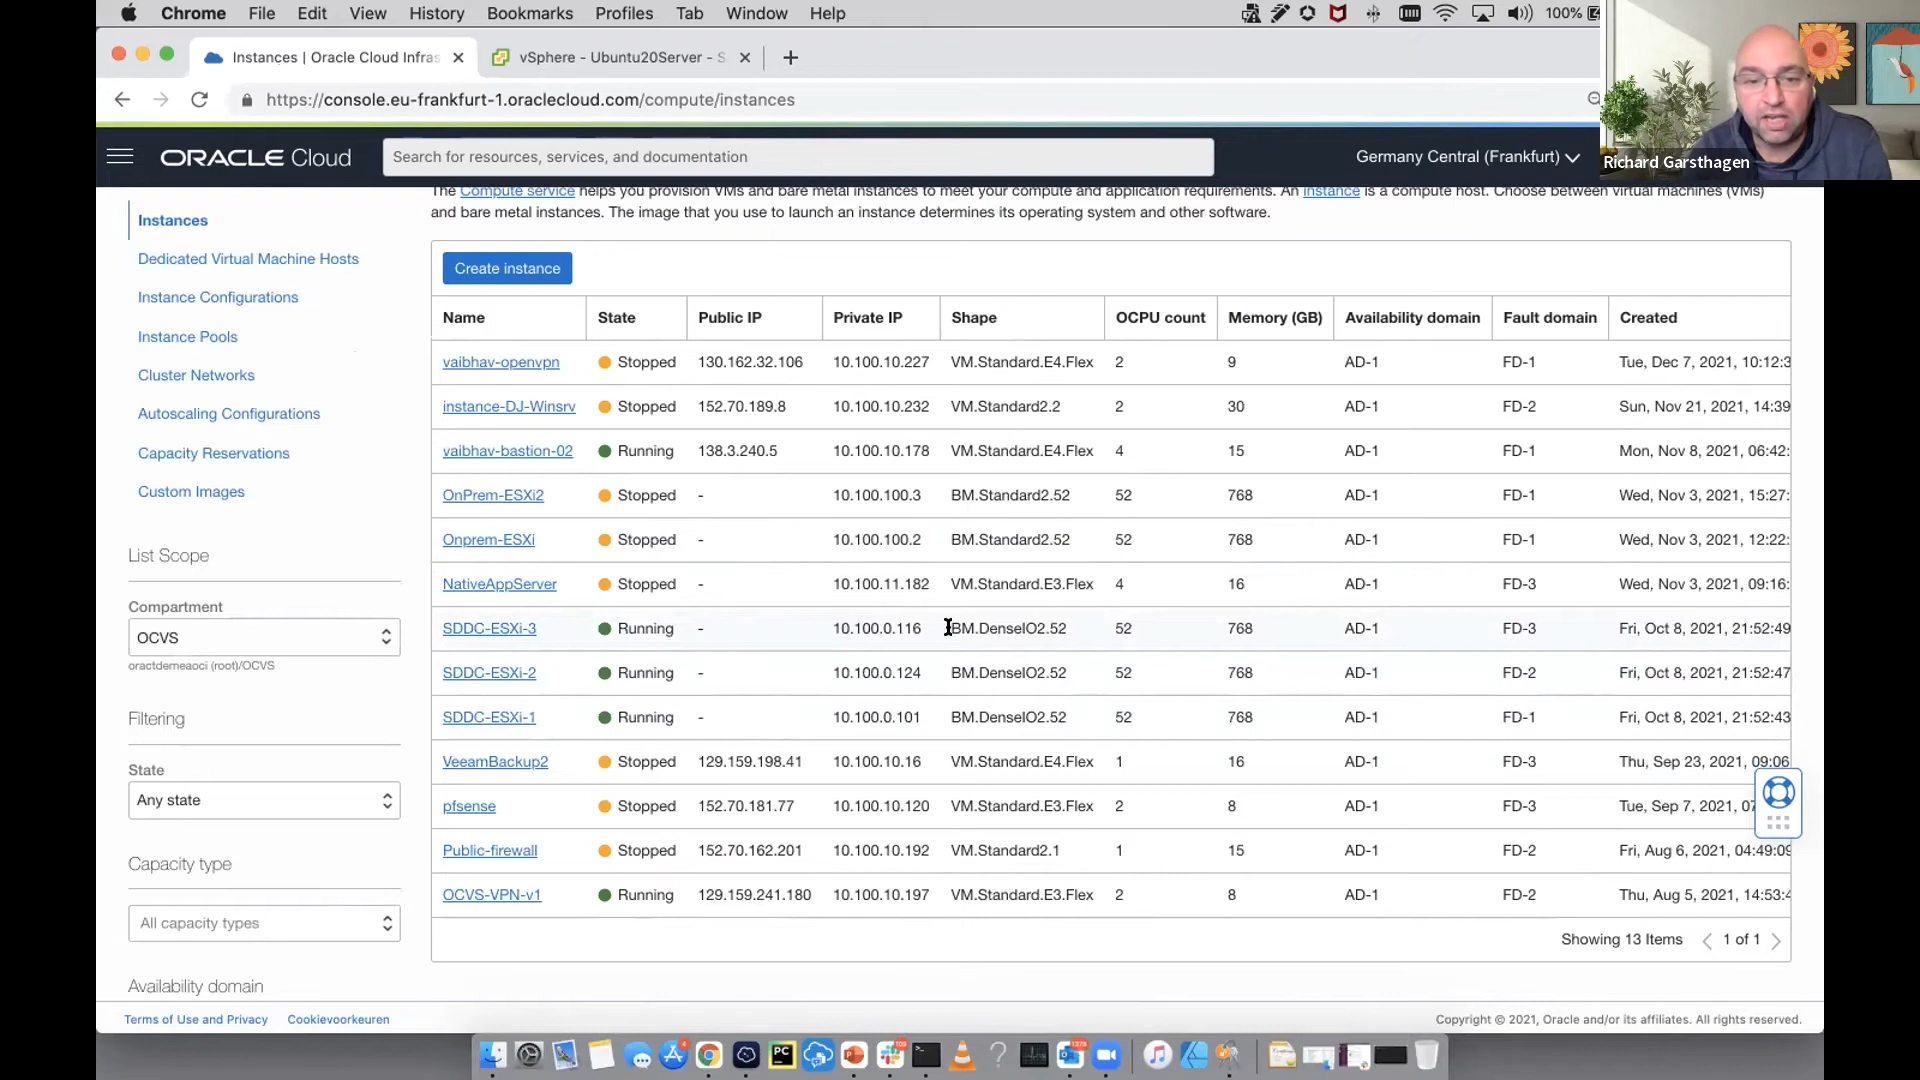 Chrome File Edit View History Bookmarks Profiles Tab Window Help 100%
Instances | Oracle Cloud Infras
vSphere - Ubuntu20Server - S
https://console.eu-frankfurt-1.oraclecloud.com/compute/instances
ORACLE Cloud
Search for resources, services, and documentation
Germany Central (Frankfurt)
Richard Garsthagen
The Compute service helps you provision VMs and bare metal instances to meet your compute and application requirements. An instance is a compute host. Choose between virtual machines (VMs)
and bare metal instances. The image that you use to launch an instance determines its operating system and other software.
Instances
Dedicated Virtual Machine Hosts
Instance Configurations
Instance Pools
Cluster Networks
Autoscaling Configurations
Capacity Reservations
Custom Images
List Scope
Compartment
OCVS
oractdemeaoci (root)/OCVS
Filtering
State
Any state
Capacity type
All capacity types
Availability domain
Create instance
Name State Public IP Private IP Shape OCPU count Memory (GB) Availability domain Fault domain Created
vaibhav-openvpn Stopped 130.162.32.106 10.100.10.227 VM.Standard.E4.Flex 2 9 AD-1 FD-1 Tue, Dec 7, 2021, 10:12:3
instance-DJ-Winsrv Stopped 152.70.189.8 10.100.10.232 VM.Standard2.2 2 30 AD-1 FD-2 Sun, Nov 21, 2021, 14:39
vaibhav-bastion-02 Running 138.3.240.5 10.100.10.178 VM.Standard.E4.Flex 4 15 AD-1 FD-1 Mon, Nov 8, 2021, 06:42:
OnPrem-ESXi2 Stopped - 10.100.100.3 BM.Standard2.52 52 768 AD-1 FD-1 Wed, Nov 3, 2021, 15:27:
Onprem-ESXi Stopped - 10.100.100.2 BM.Standard2.52 52 768 AD-1 FD-1 Wed, Nov 3, 2021, 12:22:
NativeAppServer Stopped - 10.100.11.182 VM.Standard.E3.Flex 4 16 AD-1 FD-3 Wed, Nov 3, 2021, 09:16:
SDDC-ESXi-3 Running - 10.100.0.116 BM.DenseIO2.52 52 768 AD-1 FD-3 Fri, Oct 8, 2021, 21:52:49
SDDC-ESXi-2 Running - 10.100.0.124 BM.DenseIO2.52 52 768 AD-1 FD-2 Fri, Oct 8, 2021, 21:52:47
SDDC-ESXi-1 Running - 10.100.0.101 BM.DenseIO2.52 52 768 AD-1 FD-1 Fri, Oct 8, 2021, 21:52:43
VeeamBackup2 Stopped 129.159.198.41 10.100.10.16 VM.Standard.E4.Flex 1 16 AD-1 FD-3 Thu, Sep 23, 2021, 09:06
pfsense Stopped 152.70.181.77 10.100.10.120 VM.Standard.E3.Flex 2 8 AD-1 FD-3 Tue, Sep 7, 2021, 07
Public-firewall Stopped 152.70.162.201 10.100.10.192 VM.Standard2.1 1 15 AD-1 FD-2 Fri, Aug 6, 2021, 04:49:09
OCVS-VPN-v1 Running 129.159.241.180 10.100.10.197 VM.Standard.E3.Flex 2 8 AD-1 FD-2 Thu, Aug 5, 2021, 14:53:4
Showing 13 Items 1 of 1
Terms of Use and Privacy Cookievoorkeuren
Copyright © 2021, Oracle and/or its affiliates. All rights reserved.
PC